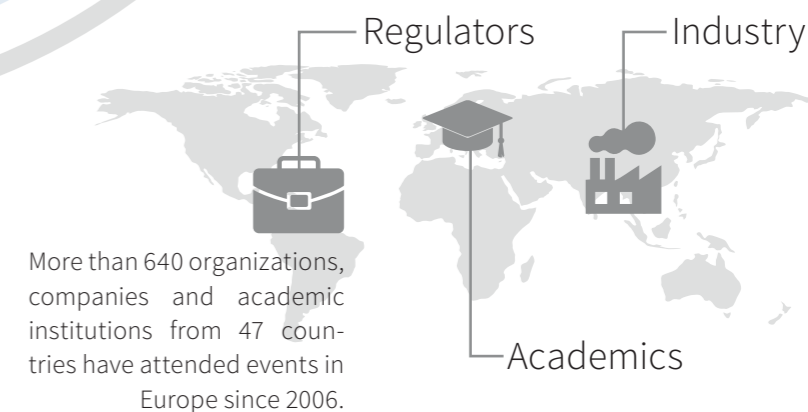 Regulators
Industry
More than 640 organizations,
companies and academic
institutions from 47 coun-
tries have attended events in
Europe since 2006.
Academics